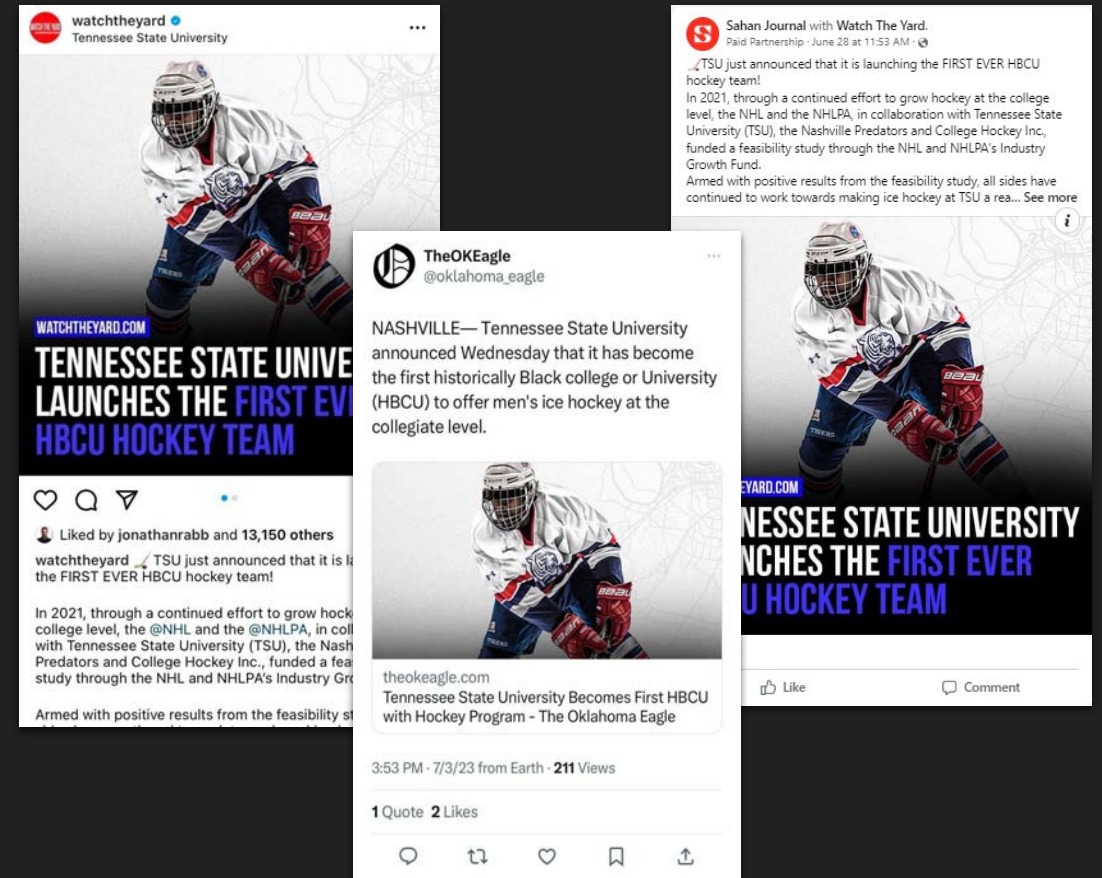 watchtheyard
Tennessee State University
WATCHTHEYARD.COM
TENNESSEE STATE UNIVE
LAUNCHES THE FIRST EV
HBCU HOCKEY TEAM
Liked by jonathanrabb and 13,150 others
watchtheyard 🏒 TSU just announced that it is la
the FIRST EVER HBCU hockey team!
In 2021, through a continued effort to grow hock
college level, the @NHL and the @NHLPA, in coll
with Tennessee State University (TSU), the Nash
Predators and College Hockey Inc., funded a fea
study through the NHL and NHLPA's Industry Gr
Armed with positive results from the feasibility st
TheOKEagle
@oklahoma_eagle
NASHVILLE— Tennessee State University
announced Wednesday that it has become
the first historically Black college or University
(HBCU) to offer men's ice hockey at the
collegiate level.
BAUER
theokeagle.com
Tennessee State University Becomes First HBCU
with Hockey Program - The Oklahoma Eagle
3:53 PM · 7/3/23 from Earth · 211 Views
1 Quote 2 Likes
S
Sahan Journal with Watch The Yard.
Paid Partnership · June 28 at 11:53 AM ·
🏒TSU just announced that it is launching the FIRST EVER HBCU
hockey team!
In 2021, through a continued effort to grow hockey at the college
level, the NHL and the NHLPA, in collaboration with Tennessee State
University (TSU), the Nashville Predators and College Hockey Inc.,
funded a feasibility study through the NHL and NHLPA's Industry
Growth Fund.
Armed with positive results from the feasibility study, all sides have
continued to work towards making ice hockey at TSU a rea... See more
BAUER
TIGERS
EYARD.COM
NESSEE STATE UNIVERSITY
NCHES THE FIRST EVER
U HOCKEY TEAM
Like
Comment